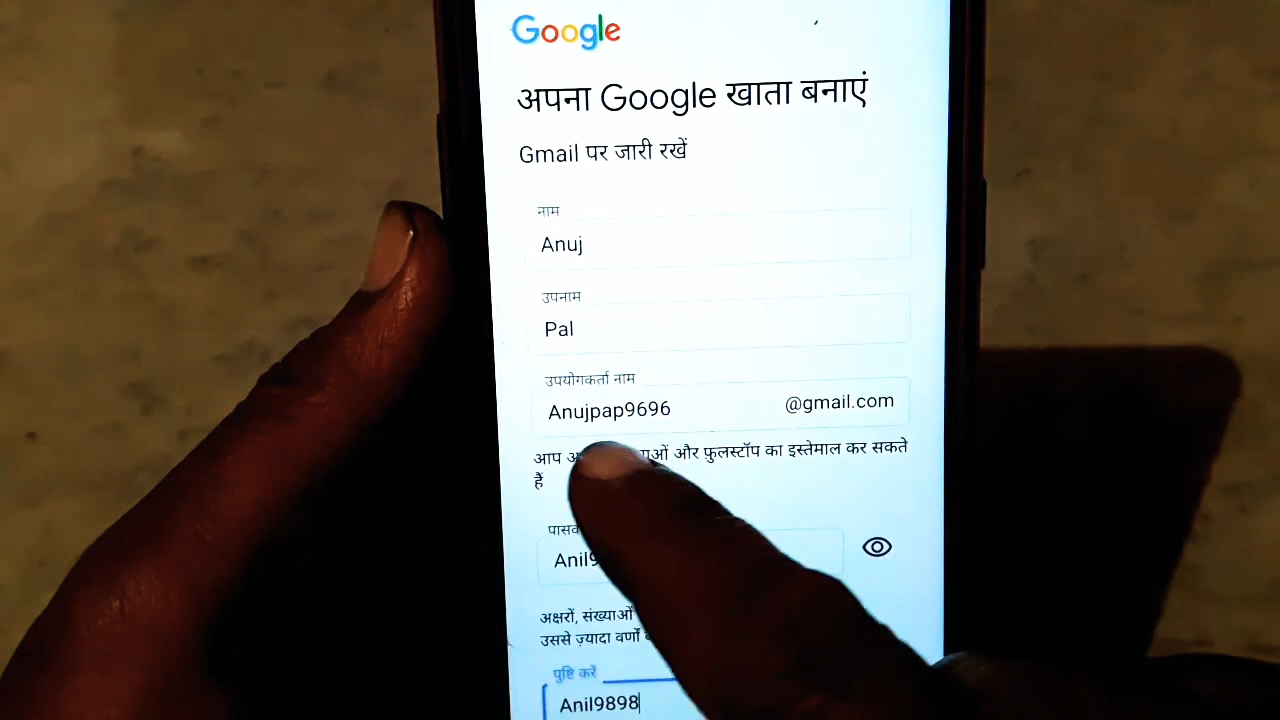 Google
अपना Google खाता बनाएं
Gmail पर जारी रखें
नाम
Anuj
उपनाम
Pal
उपयोगकर्ता नाम
Anujpap9696 @gmail.com
आप और फ़ुलस्टॉप का इस्तेमाल कर सकते
हैं
अक्षरों, संख्याओं
उससे ज़्यादा वर्णों
पुष्टि करें
Anil9898